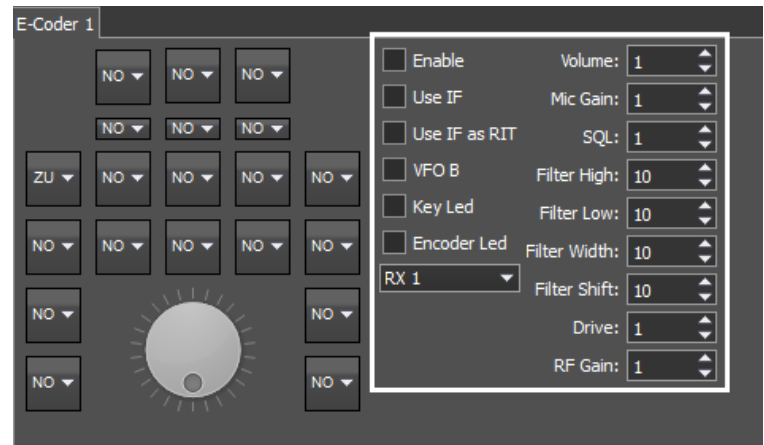 E-Coder 1
NO NO NO
NO NO NO
ZU NO NO NO NO
NO NO NO NO NO
NO NO
NO NO
Enable
Use IF
Use IF as RIT
VFO B
Key Led
Encoder Led
RX 1
Volume: 1
Mic Gain: 1
SQL: 1
Filter High: 10
Filter Low: 10
Filter Width: 10
Filter Shift: 10
Drive: 1
RF Gain: 1